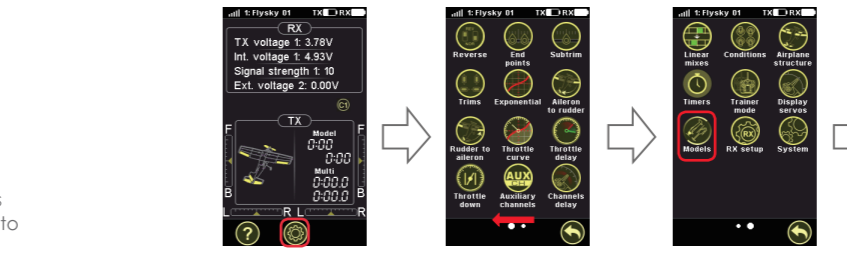 1: Flysky 01 TX RX
RX
TX voltage 1: 3.78V
Int. voltage 1: 4.93V
Signal strength 1: 10
Ext. voltage 2: 0.00V
C1
TX
F F
Model
0:00
0:00
Multi
0:00.0
0:00.0
B B
L R L R
?
s
to
1: Flysky 01 TX RX
Reverse End points Subtrim
Trims Exponential Aileron to rudder
Rudder to aileron Throttle curve Throttle delay
AUX CH
Throttle down Auxiliary channels Channels delay
1: Flysky 01 TX RX
Linear mixes Conditions Airplane structure
Timers Trainer mode Display servos
RX
Models RX setup System